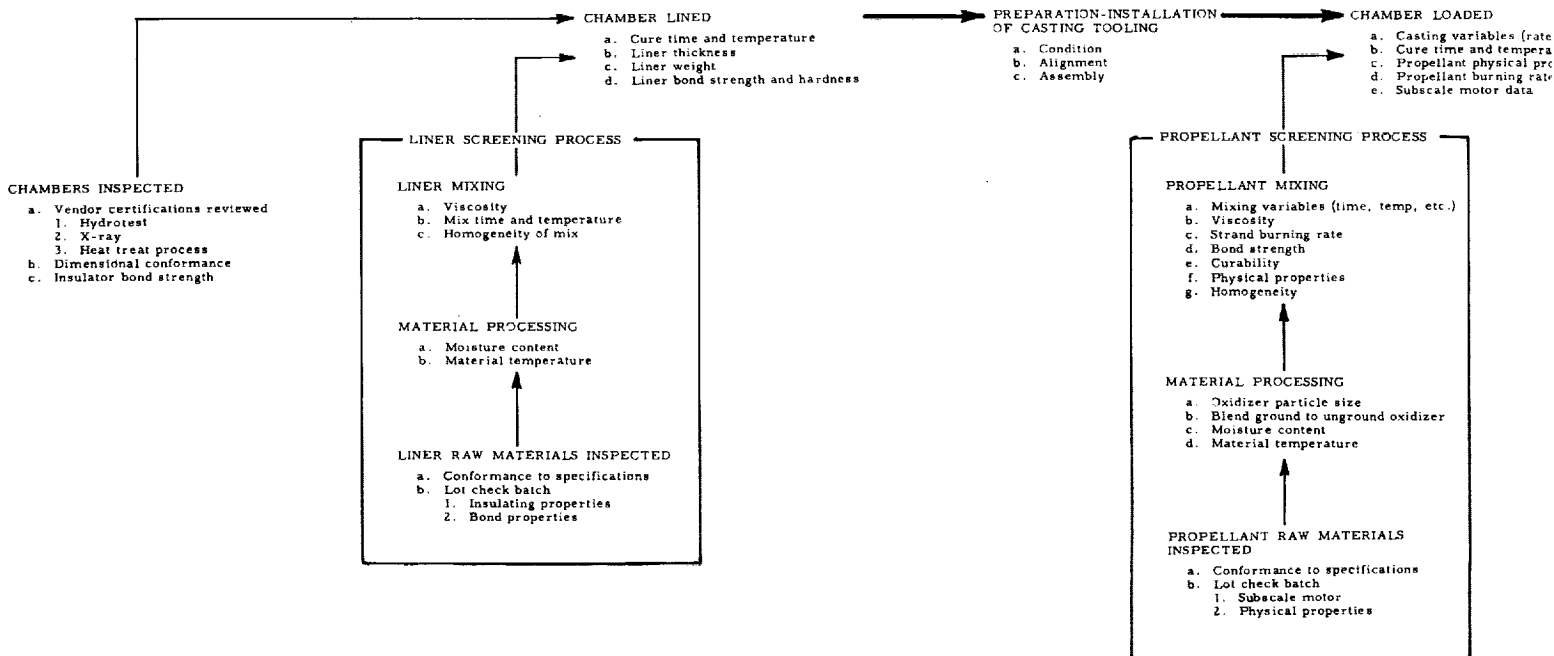 CHAMBER LINED
a. Cure time and temperature
b. Liner thickness
c. Liner weight
d. Liner bond strength and hardness
PREPARATION-INSTALLATION
OF CASTING TOOLING
a. Condition
b. Alignment
c. Assembly
CHAMBER LOADED
a. Casting variables (rate
b. Cure time and
c. Propellant physical
d. Propellant burning
e. Subscale motor data
CHAMBERS INSPECTED
a. Vendor certifications reviewed
1. Hydrotest
2. X-ray
3. Heat treat process
b. Dimensional conformance
c. Insulator bond strength
LINER SCREENING PROCESS
LINER MIXING
a. Viscosity
b. Mix time and temperature
c. Homogeneity of mix
MATERIAL PROCESSING
a. Moisture content
b. Material temperature
LINER RAW MATERIALS INSPECTED
a. Conformance to specifications
b. Lot check batch
1. Insulating properties
2. Bond properties
PROPELLANT SCREENING PROCESS
PROPELLANT MIXING
a. Mixing variables (time, temp, etc.)
b. Viscosity
c. Strand burning rate
d. Bond strength
e. Curability
f. Physical properties
g. Homogeneity
MATERIAL PROCESSING
a. Oxidizer particle size
b. Blend ground to unground oxidizer
c. Moisture content
d. Material temperature
PROPELLANT RAW MATERIALS
INSPECTED
a. Conformance to specifications
b. Lot check batch
1. Subscale motor
2. Physical properties